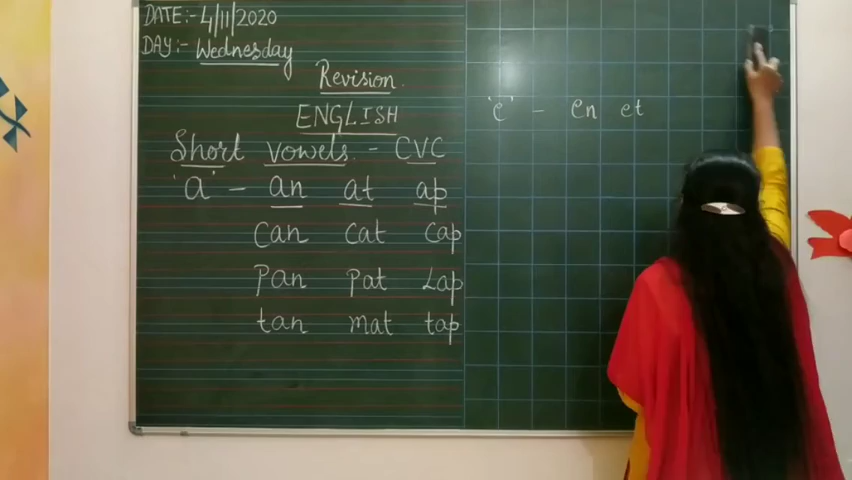 DATE:- 4/11/2020
DAY:- Wednesday
Revision.
ENGLISH
Short vowels. - CVC
'a' - an at ap
can cat cap
Pan pat Lap
tan mat tap
'e' - en et